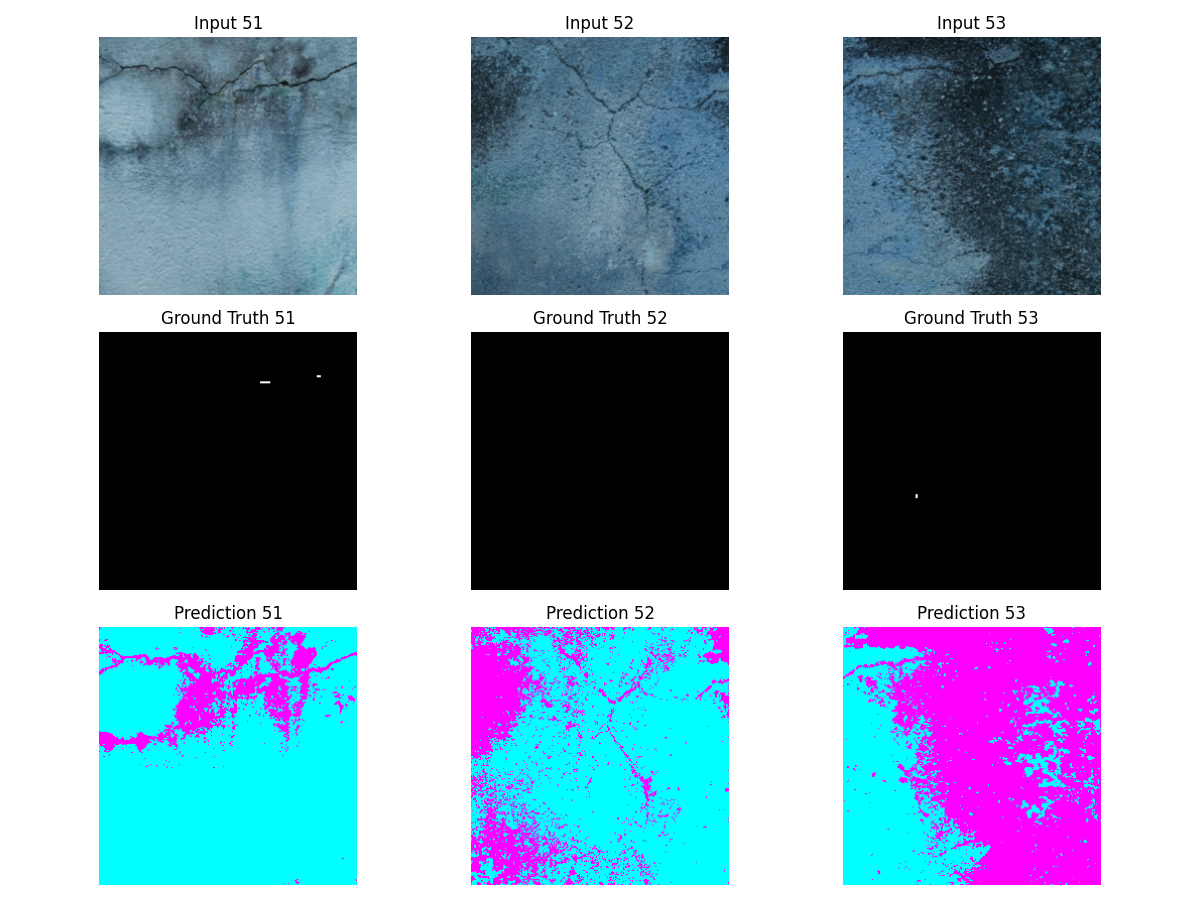 Input 51
Input 52
Input 53
Ground Truth 51
Ground Truth 52
Ground Truth 53
Prediction 51
Prediction 52
Prediction 53